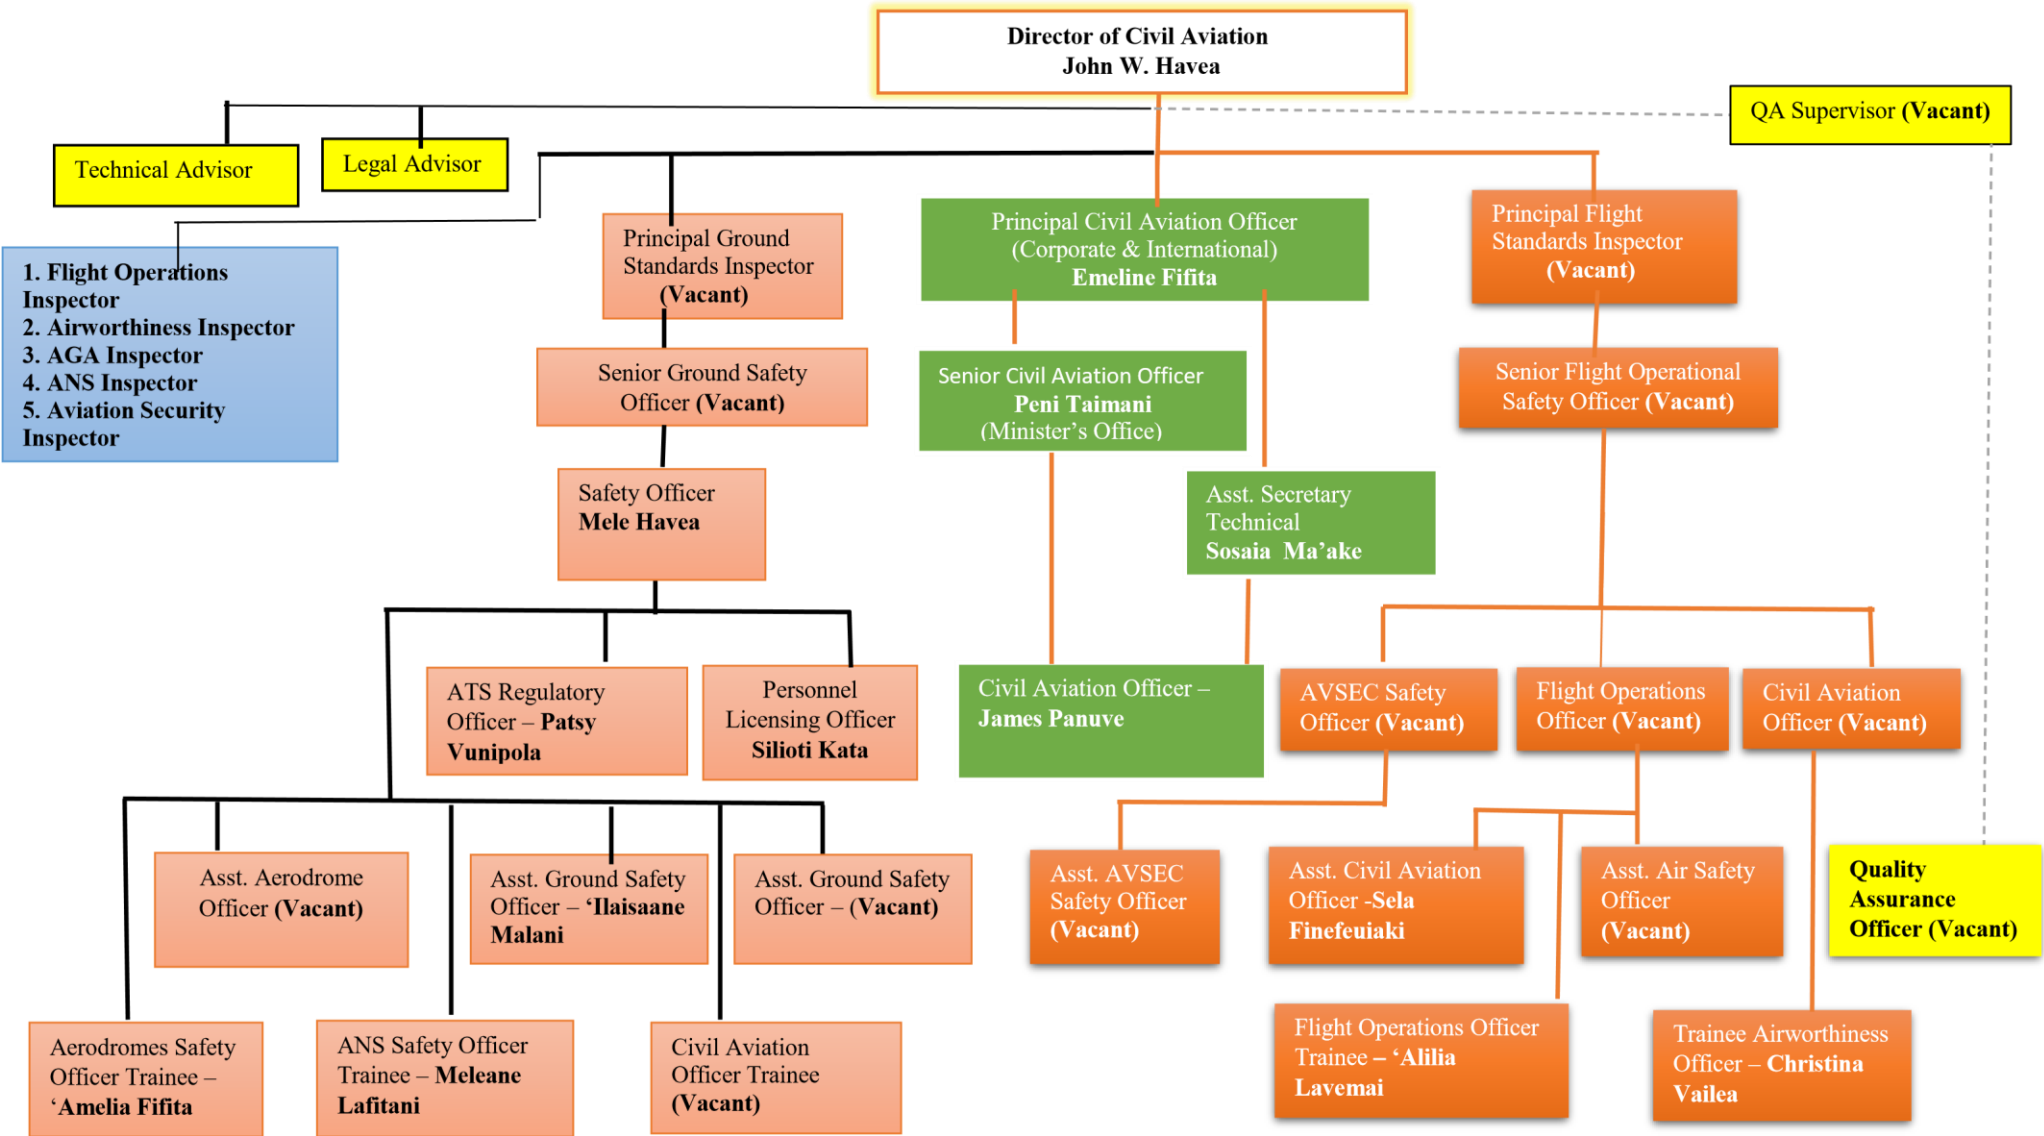 Director of Civil Aviation
John W. Havea
QA Supervisor (Vacant)
Technical Advisor
Legal Advisor
1. Flight Operations
Inspector
2. Airworthiness Inspector
3. AGA Inspector
4. ANS Inspector
5. Aviation Security
Inspector
Principal Ground
Standards Inspector
(Vacant)
Principal Civil Aviation Officer
(Corporate & International)
Emeline Fifita
Principal Flight
Standards Inspector
(Vacant)
Senior Ground Safety
Officer (Vacant)
Senior Civil Aviation Officer
Peni Taimani
(Minister’s Office)
Senior Flight Operational
Safety Officer (Vacant)
Safety Officer
Mele Havea
Asst. Secretary
Technical
Sosaia  Ma’ake
ATS Regulatory
Officer – Patsy
Vunipola
Personnel
Licensing Officer
Silioti Kata
Civil Aviation Officer –
James Panuve
AVSEC Safety
Officer (Vacant)
Flight Operations
Officer (Vacant)
Civil Aviation
Officer (Vacant)
Asst. Aerodrome
Officer (Vacant)
Asst. Ground Safety
Officer – ‘Ilaisaane
Malani
Asst. Ground Safety
Officer – (Vacant)
Asst. AVSEC
Safety Officer
(Vacant)
Asst. Civil Aviation
Officer -Sela
Finefeuiaki
Asst. Air Safety
Officer
(Vacant)
Quality
Assurance
Officer (Vacant)
Aerodromes Safety
Officer Trainee –
‘Amelia Fifita
ANS Safety Officer
Trainee – Meleane
Lafitani
Civil Aviation
Officer Trainee
(Vacant)
Flight Operations Officer
Trainee – ‘Alilia
Lavemai
Trainee Airworthiness
Officer – Christina
Vailea